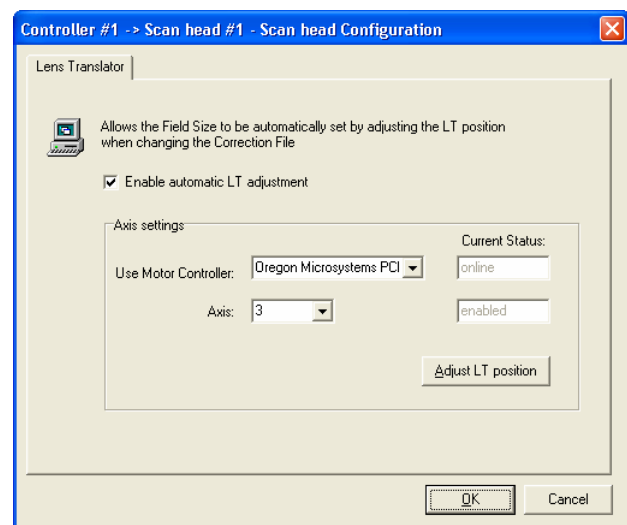 Controller #1 -> Scan head #1 - Scan head Configuration
Lens Translator
Allows the Field Size to be automatically set by adjusting the LT position
when changing the Correction File
Enable automatic LT adjustment
Axis settings
Current Status:
Use Motor Controller: Oregon Microsystems PCI online
Axis: 3 enabled
Adjust LT position
OK Cancel